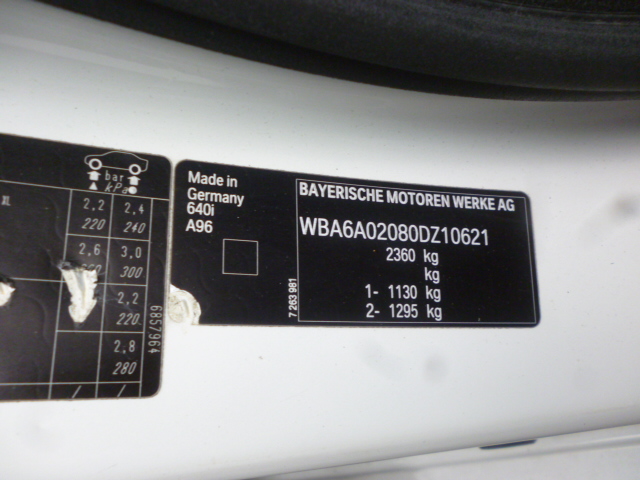 XL
bar
kPa
2,2 2,4
220 240
2,6 3,0
300
2,2
220
2,8
280
/ /
6857964
Made in
Germany
640i
A96
7 263 981
BAYERISCHE MOTOREN WERKE AG
WBA6A02080DZ10621
2360 kg
kg
1- 1130 kg
2- 1295 kg